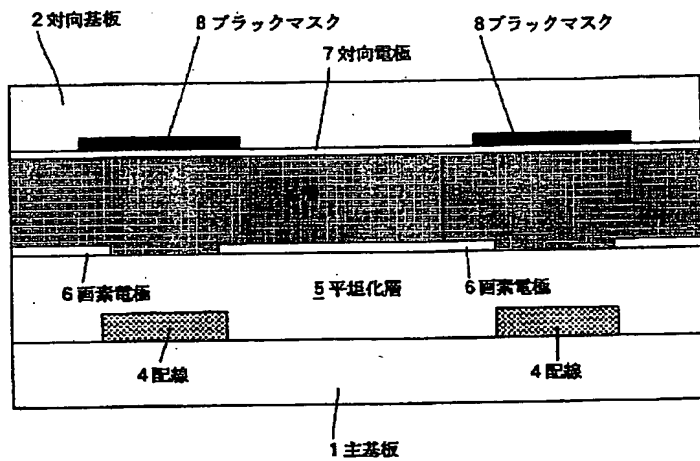 2対向基板
8ブラックマスク
8ブラックマスク
7対向電極
6画素電極
5平坦化層
6画素電極
4配線
4配線
1主基板